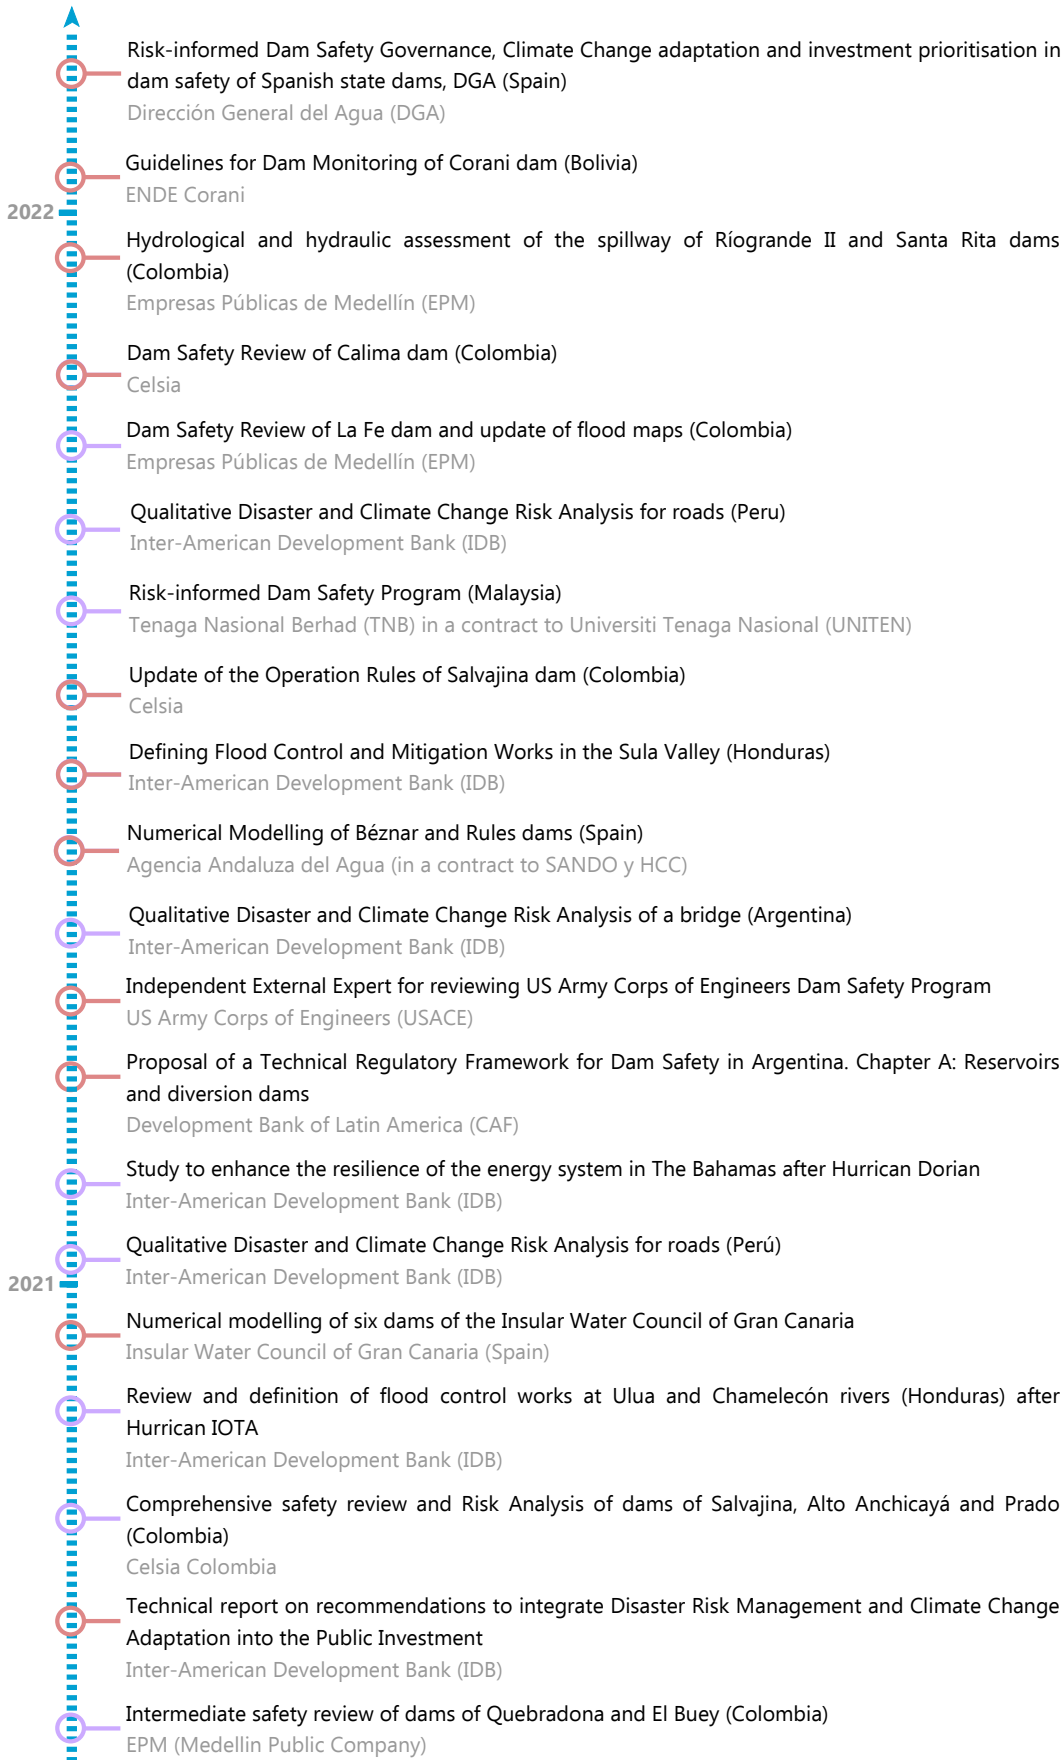 Risk-informed Dam Safety Governance, Climate Change adaptation and investment prioritisation in
dam safety of Spanish state dams, DGA (Spain)
Dirección General del Agua (DGA)
Guidelines for Dam Monitoring of Corani dam (Bolivia)
ENDE Corani
2022
Hydrological and hydraulic assessment of the spillway of Ríogrande II and Santa Rita dams
(Colombia)
Empresas Públicas de Medellín (EPM)
Dam Safety Review of Calima dam (Colombia)
Celsia
Dam Safety Review of La Fe dam and update of flood maps (Colombia)
Empresas Públicas de Medellín (EPM)
Qualitative Disaster and Climate Change Risk Analysis for roads (Peru)
Inter-American Development Bank (IDB)
Risk-informed Dam Safety Program (Malaysia)
Tenaga Nasional Berhad (TNB) in a contract to Universiti Tenaga Nasional (UNITEN)
Update of the Operation Rules of Salvajina dam (Colombia)
Celsia
Defining Flood Control and Mitigation Works in the Sula Valley (Honduras)
Inter-American Development Bank (IDB)
Numerical Modelling of Béznar and Rules dams (Spain)
Agencia Andaluza del Agua (in a contract to SANDO y HCC)
Qualitative Disaster and Climate Change Risk Analysis of a bridge (Argentina)
Inter-American Development Bank (IDB)
Independent External Expert for reviewing US Army Corps of Engineers Dam Safety Program
US Army Corps of Engineers (USACE)
Proposal of a Technical Regulatory Framework for Dam Safety in Argentina. Chapter A: Reservoirs
and diversion dams
Development Bank of Latin America (CAF)
Study to enhance the resilience of the energy system in The Bahamas after Hurrican Dorian
Inter-American Development Bank (IDB)
Qualitative Disaster and Climate Change Risk Analysis for roads (Perú)
Inter-American Development Bank (IDB)
2021
Numerical modelling of six dams of the Insular Water Council of Gran Canaria
Insular Water Council of Gran Canaria (Spain)
Review and definition of flood control works at Ulua and Chamelecón rivers (Honduras) after
Hurrican IOTA
Inter-American Development Bank (IDB)
Comprehensive safety review and Risk Analysis of dams of Salvajina, Alto Anchicayá and Prado
(Colombia)
Celsia Colombia
Technical report on recommendations to integrate Disaster Risk Management and Climate Change
Adaptation into the Public Investment
Inter-American Development Bank (IDB)
Intermediate safety review of dams of Quebradona and El Buey (Colombia)
EPM (Medellin Public Company)